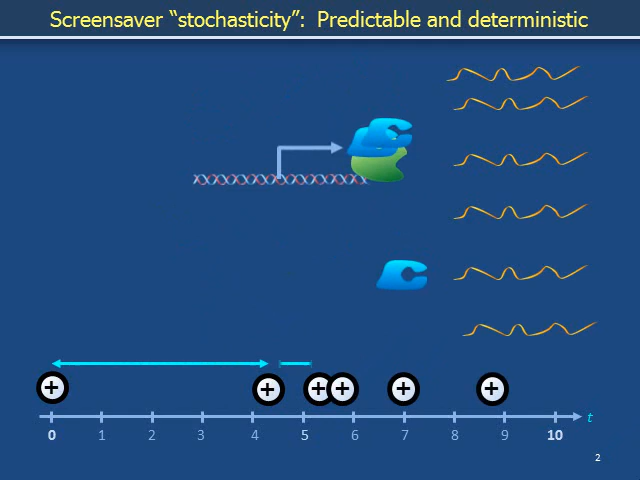 Screensaver “stochasticity”: Predictable and deterministic
+ + + + + +
t
0 1 2 3 4 5 6 7 8 9 10
2